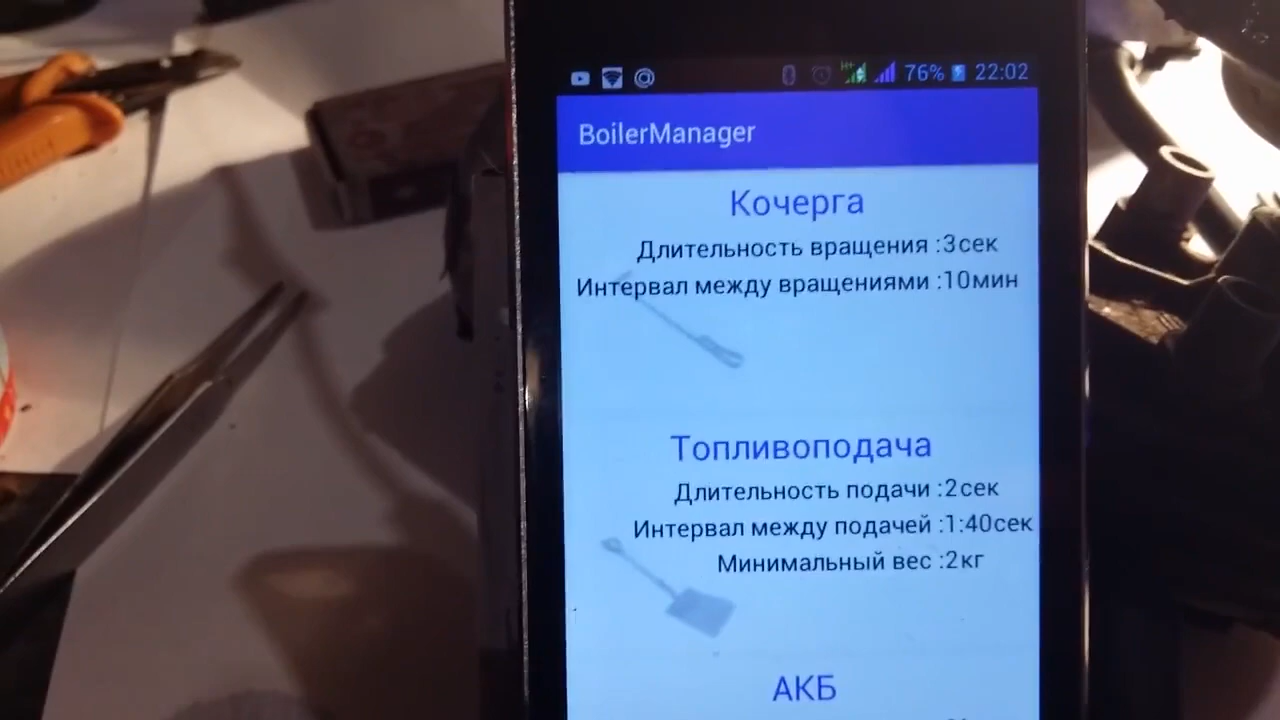 76% 22:02
BoilerManager
Кочерга
Длительность вращения :3сек
Интервал между вращениями :10мин
Топливоподача
Длительность подачи :2сек
Интервал между подачей :1:40сек
Минимальный вес :2кг
АКБ